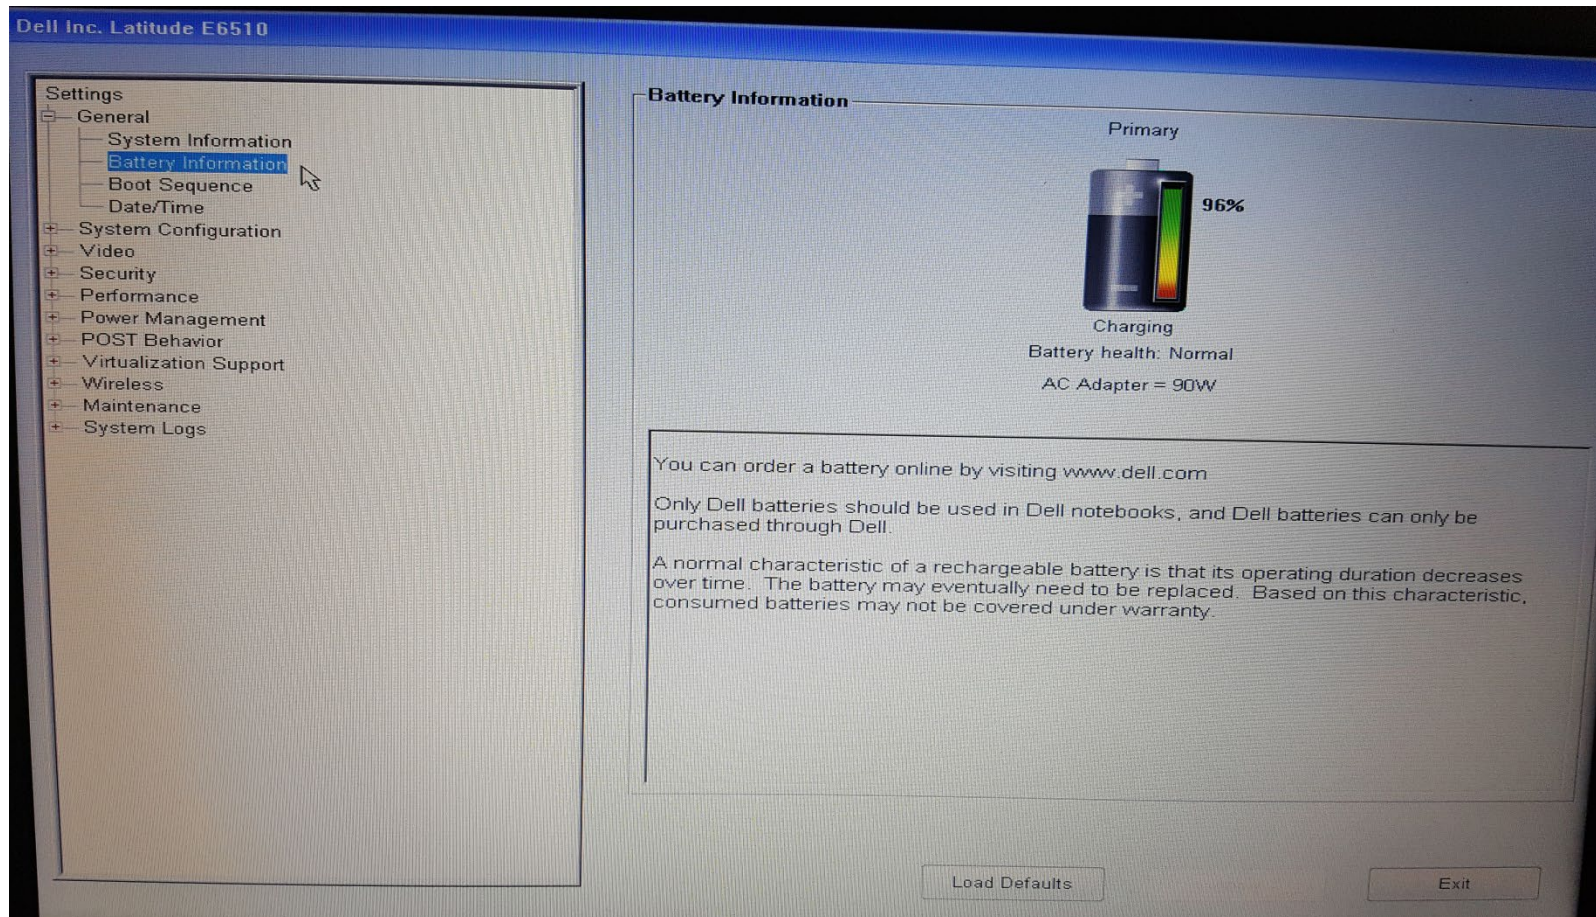 Dell Inc. Latitude E6510
Settings
General
System Information
Battery Information
Boot Sequence
Date/Time
System Configuration
Video
Security
Performance
Power Management
POST Behavior
Virtualization Support
Wireless
Maintenance
System Logs
Battery Information
Primary
96%
Charging
Battery health: Normal
AC Adapter = 90W
You can order a battery online by visiting www.dell.com
Only Dell batteries should be used in Dell notebooks, and Dell batteries can only be
purchased through Dell.
A normal characteristic of a rechargeable battery is that its operating duration decreases
over time. The battery may eventually need to be replaced. Based on this characteristic,
consumed batteries may not be covered under warranty.
Load Defaults
Exit